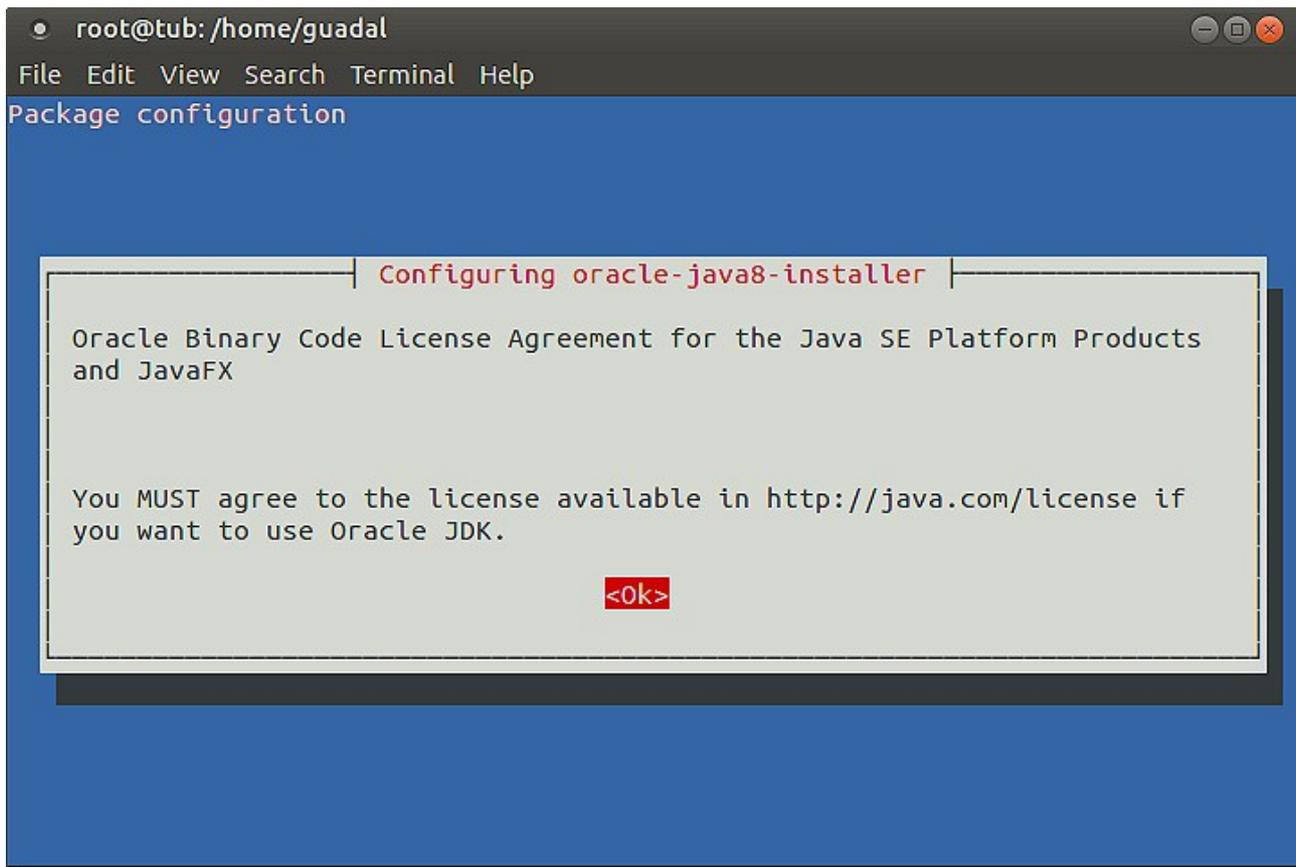 root@tub: /home/guadal
File Edit View Search Terminal Help
Package configuration
Configuring oracle-java8-installer
Oracle Binary Code License Agreement for the Java SE Platform Products
and JavaFX
You MUST agree to the license available in http://java.com/license if
you want to use Oracle JDK.
<Ok>